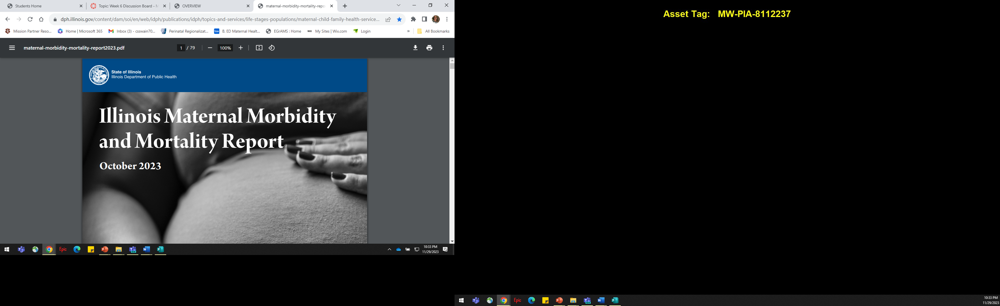 Students Home
Topic: Week 6 Discussion Board - M
OVERVIEW
maternal-morbidity-mortality-repo
dph.illinois.gov/content/dam/soi/en/web/idph/publications/idph/topics-and-services/life-stages-populations/maternal-child-family-health-service...
Mission Partner Reso... Home | Microsoft 365 Inbox (3) - csswain70... Perinatal Regionalizat... box B. ED Maternal Healt... EGrAMS : Home WIX My Sites | Wix.com Login » All Bookmarks
maternal-morbidity-mortality-report2023.pdf 1 / 79 100%
State of Illinois
Illinois Department of Public Health
Illinois Maternal Morbidity
and Mortality Report
October 2023
Epic
10:33 PM
11/29/2023
Asset Tag: MW-PIA-8112237
Epic
10:33 PM
11/29/2023